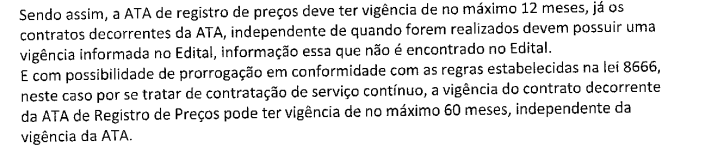 Sendo assim, a ATA de registro de preços deve ter vigência de no máximo 12 meses, já os
contratos decorrentes da ATA, independente de quando forem realizados devem possuir uma
vigência informada no Edital, informação essa que não é encontrado no Edital.
E com possibilidade de prorrogação em conformidade com as regras estabelecidas na lei 8666,
neste caso por se tratar de contratação de serviço contínuo, a vigência do contrato decorrente
da ATA de Registro de Preços pode ter vigência de no máximo 60 meses, independente da
vigência da ATA.